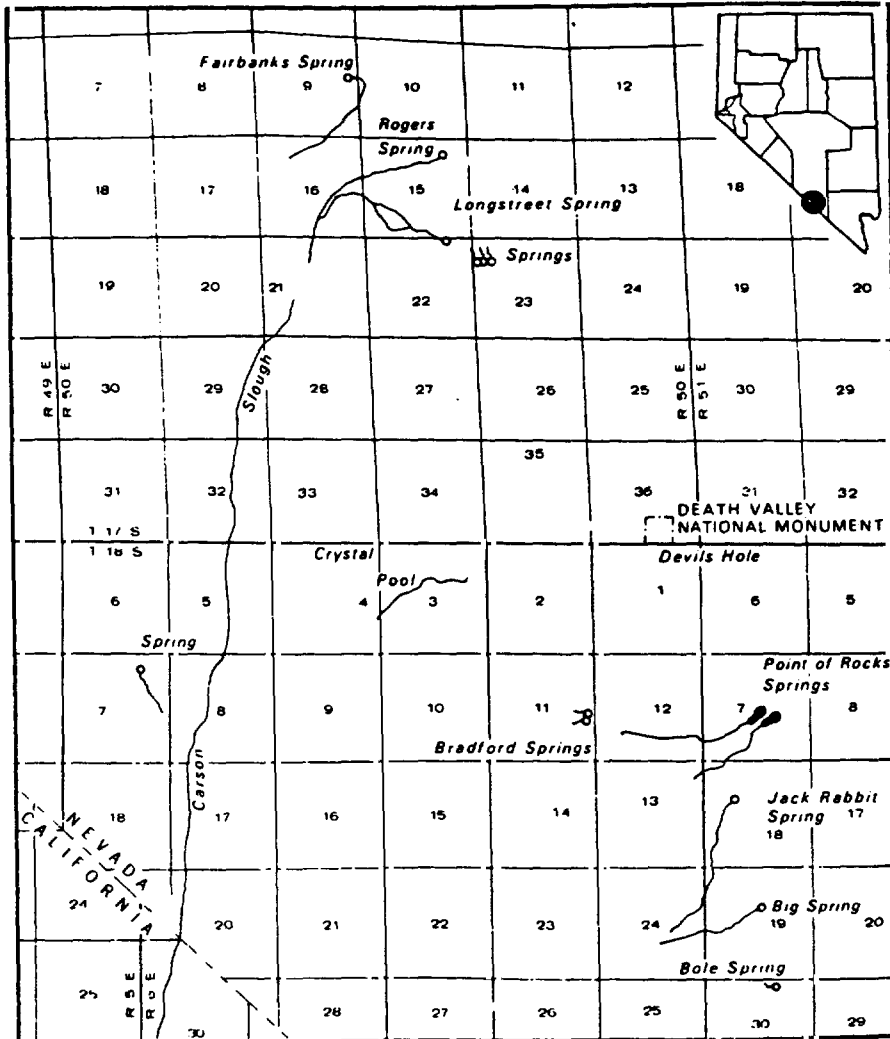 Fairbanks Spring
7 8 9 10 11 12
Rogers
Spring
18 17 16 15 14 13 18
Longstreet Spring
Springs
19 20 21 22 23 24 19 20
R 49 E
R 50 E
30 29 28 27 26 25 30 29
R 50 E
R 51 E
Slough
35
31 32 33 34 36 31 32
DEATH VALLEY
NATIONAL MONUMENT
T 17 S
T 18 S
Crystal
Pool
Devils Hole
6 5 4 3 2 1 6 5
Spring
Point of Rocks
Springs
7 8 9 10 11 12 7 8
Bradford Springs
Carson
18 17 16 15 14 13
Jack Rabbit
Spring
18 17
NEVADA
CALIFORNIA
24 20 21 22 23 24 19 20
Big Spring
Bole Spring
25
R 5 E
R 6 E
30 28 27 26 25 30 29